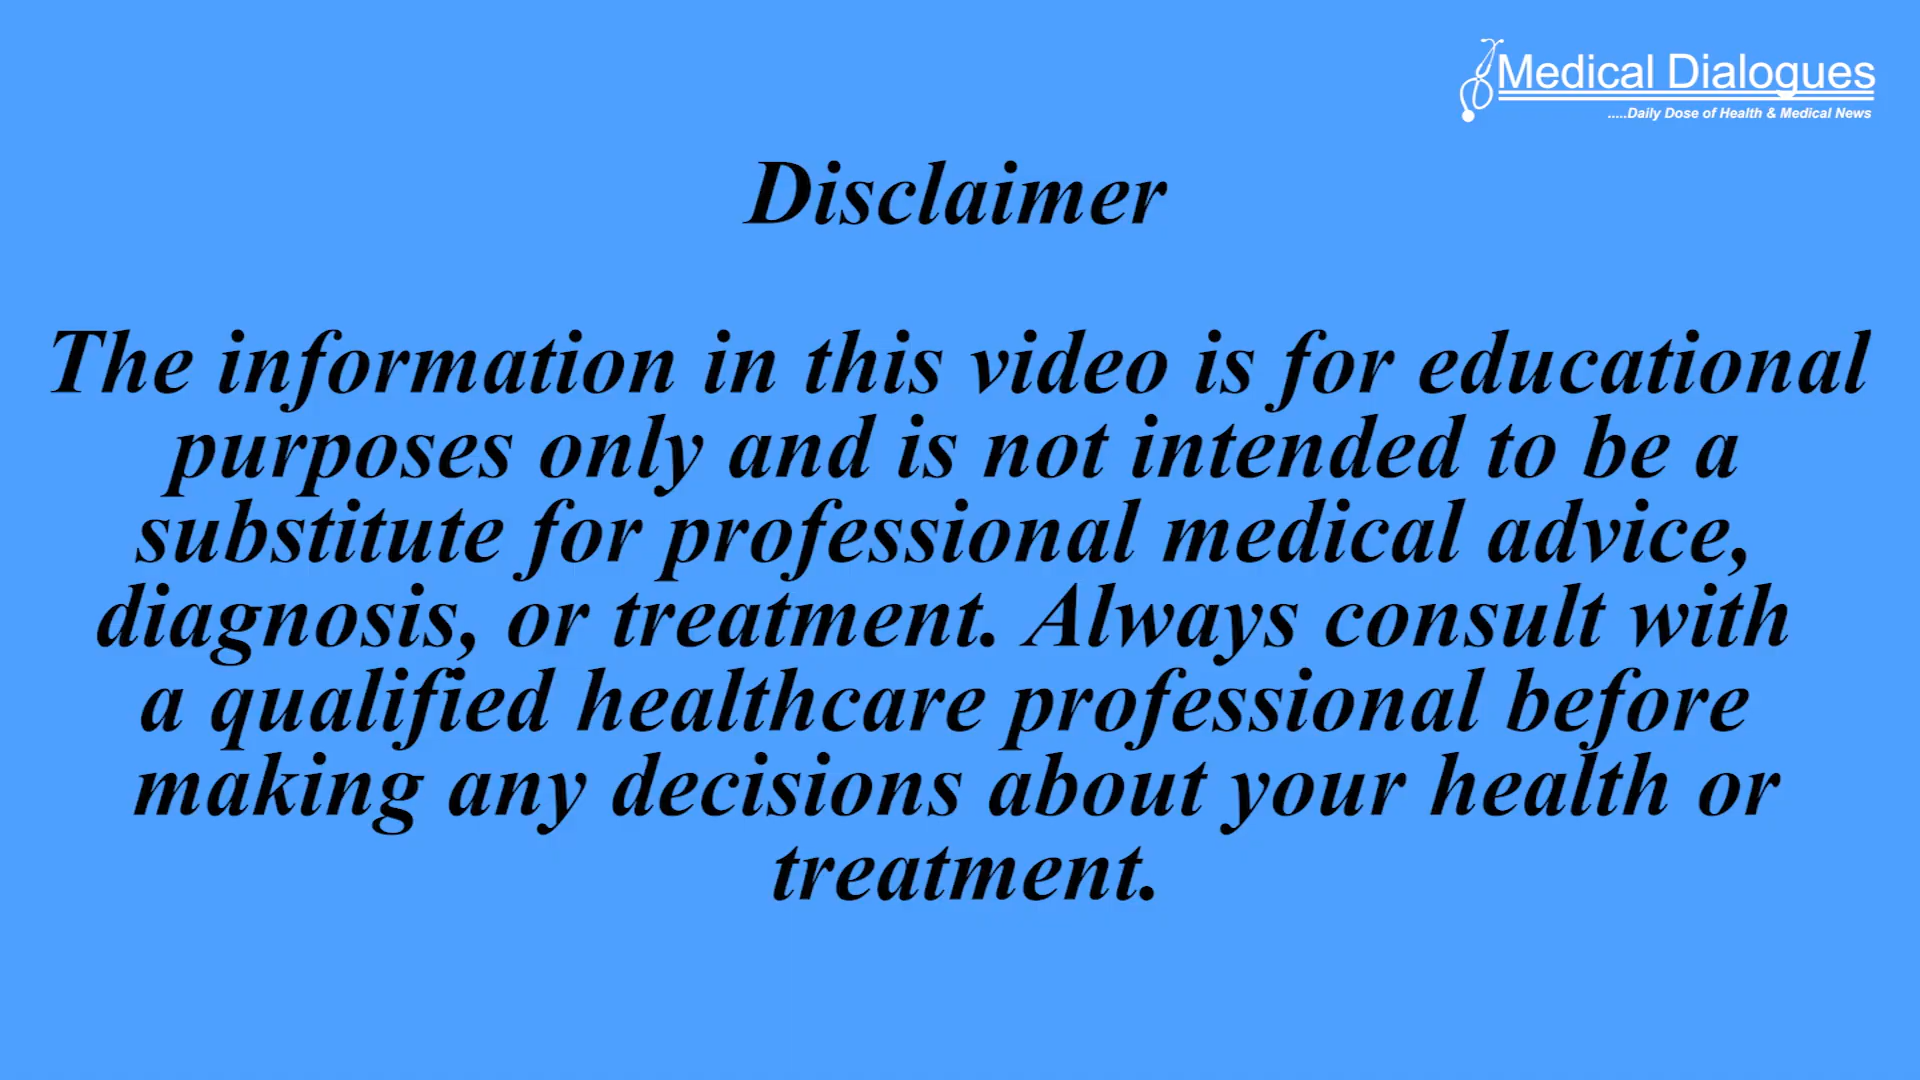 Medical Dialogues
.....Daily Dose of Health & Medical News
Disclaimer
The information in this video is for educational
purposes only and is not intended to be a
substitute for professional medical advice,
diagnosis, or treatment. Always consult with
a qualified healthcare professional before
making any decisions about your health or
treatment.